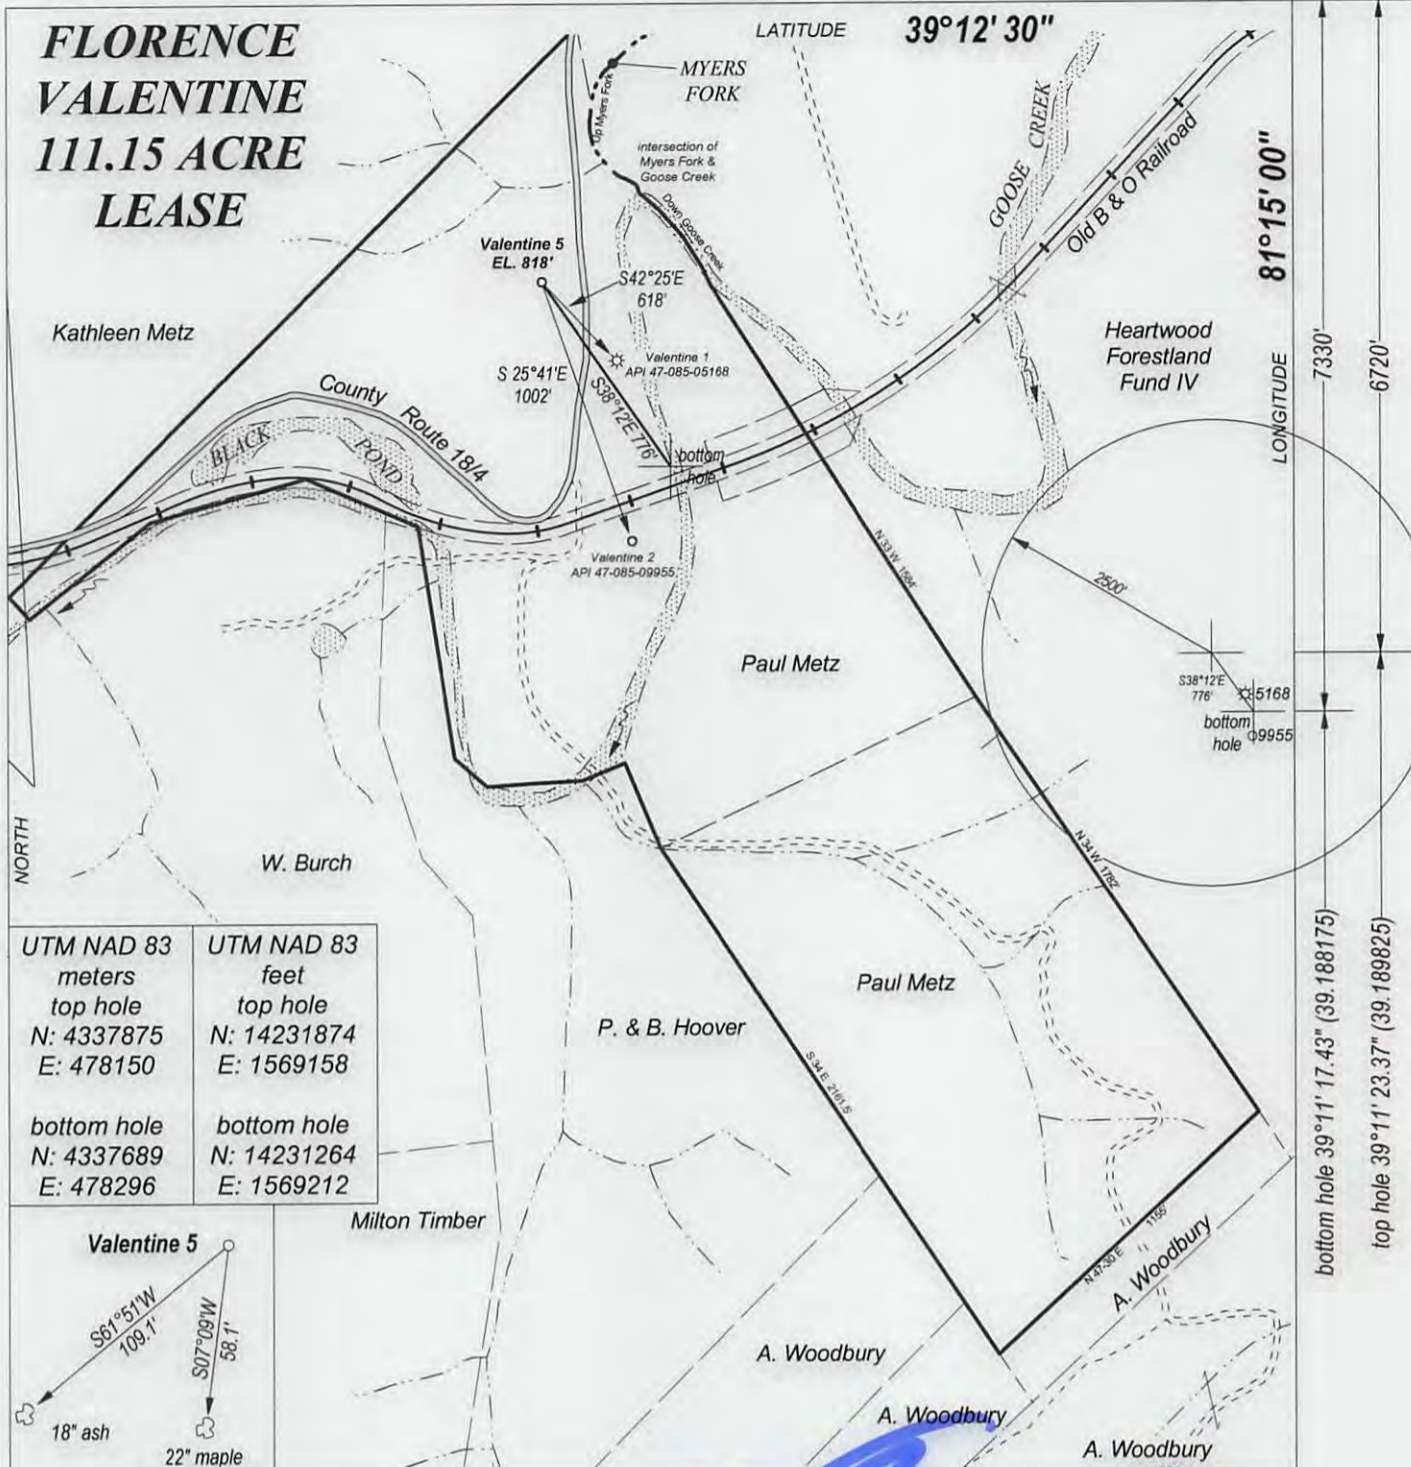 FLORENCE
VALENTINE
111.15 ACRE
LEASE
LATITUDE 39°12' 30"
MYERS
FORK
Up Myers Fork
intersection of
Myers Fork &
Goose Creek
Down Goose Creek
GOOSE CREEK
Old B & O Railroad
81°15' 00"
LONGITUDE
7330'
6720'
Valentine 5
EL. 818'
S42°25'E
618'
Kathleen Metz
Valentine 1
API 47-085-05168
S 25°41'E
1002'
S38°12'E 776'
Heartwood
Forestland
Fund IV
County Route 18/4
BLACK POND
bottom
hole
Valentine 2
API 47-085-09955
N 33 W 1584'
2500'
Paul Metz
S38°12'E
776'
5168
bottom
hole
9955
NORTH
W. Burch
N 34 W 1782'
UTM NAD 83
meters
top hole
N: 4337875
E: 478150
bottom hole
N: 4337689
E: 478296
UTM NAD 83
feet
top hole
N: 14231874
E: 1569158
bottom hole
N: 14231264
E: 1569212
Paul Metz
P. & B. Hoover
S 34 E 2161.5'
bottom hole 39°11' 17.43" (39.188175)
top hole 39°11' 23.37" (39.189825)
Milton Timber
N 47-30 E 1155'
A. Woodbury
Valentine 5
S61°51'W
109.1'
S07°09'W
58.1'
18" ash
22" maple
A. Woodbury
A. Woodbury
A. Woodbury